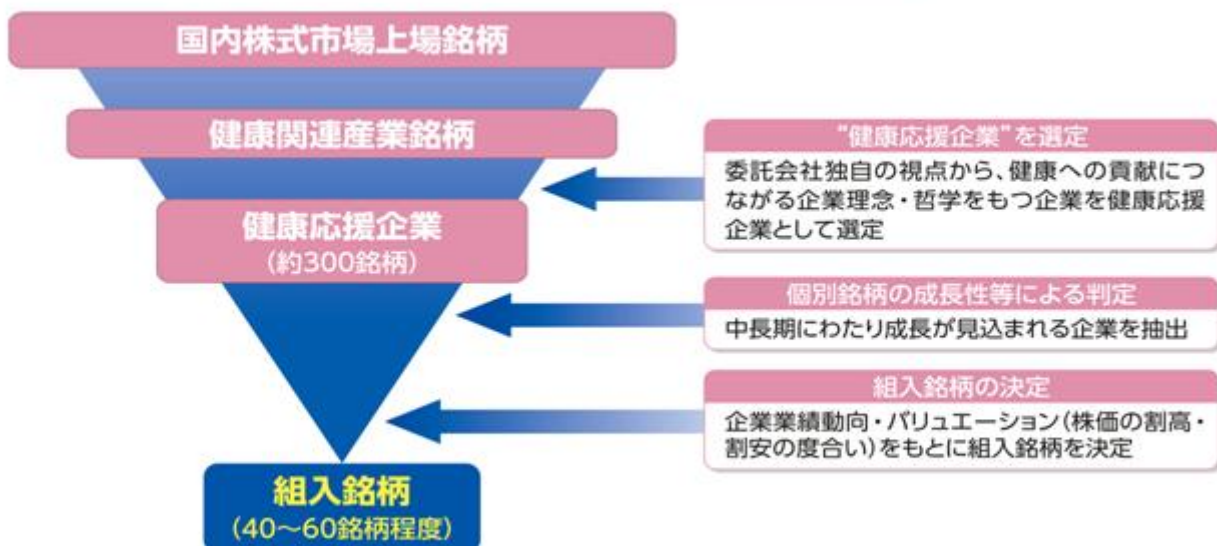 国内株式市場上場銘柄
健康関連産業銘柄
健康応援企業
(約300銘柄)
組入銘柄
(40～60銘柄程度)
“健康応援企業”を選定
委託会社独自の視点から、健康への貢献につ
ながる企業理念・哲学をもつ企業を健康応援
企業として選定
個別銘柄の成長性等による判定
中長期にわたり成長が見込まれる企業を抽出
組入銘柄の決定
企業業績動向・バリュエーション(株価の割高・
割安の度合い)をもとに組入銘柄を決定